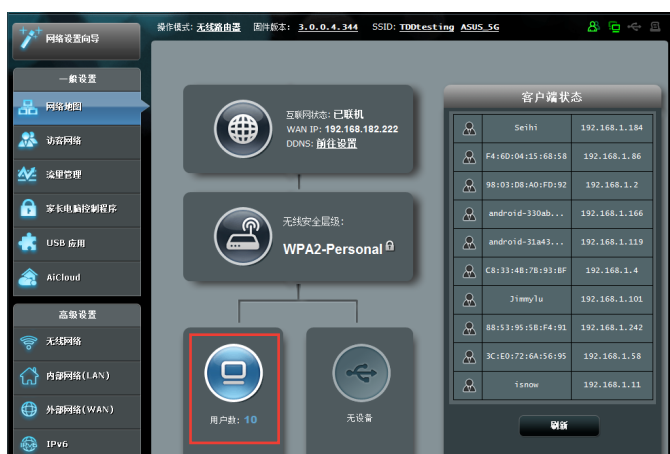 网络设置向导
操作模式: 无线路由器 固件版本: 3.0.0.4.344 SSID: TDDtesting ASUS_5G
一般设置
网络地图
访客网络
流量管理
家长电脑控制程序
USB 应用
AiCloud
高级设置
无线网络
内部网络(LAN)
外部网络(WAN)
IPv6
互联网状态: 已联机
WAN IP: 192.168.182.222
DDNS: 前往设置
无线安全层级:
WPA2-Personal
用户数: 10
无设备
客户端状态
Seihi 192.168.1.184
F4:6D:04:15:68:58 192.168.1.86
98:03:D8:A0:FD:92 192.168.1.2
android-330ab... 192.168.1.166
android-31a43... 192.168.1.119
C8:33:4B:7B:93:BF 192.168.1.4
Jimmylu 192.168.1.101
88:53:95:5B:F4:91 192.168.1.242
3C:E0:72:6A:56:95 192.168.1.58
isnow 192.168.1.11
刷新